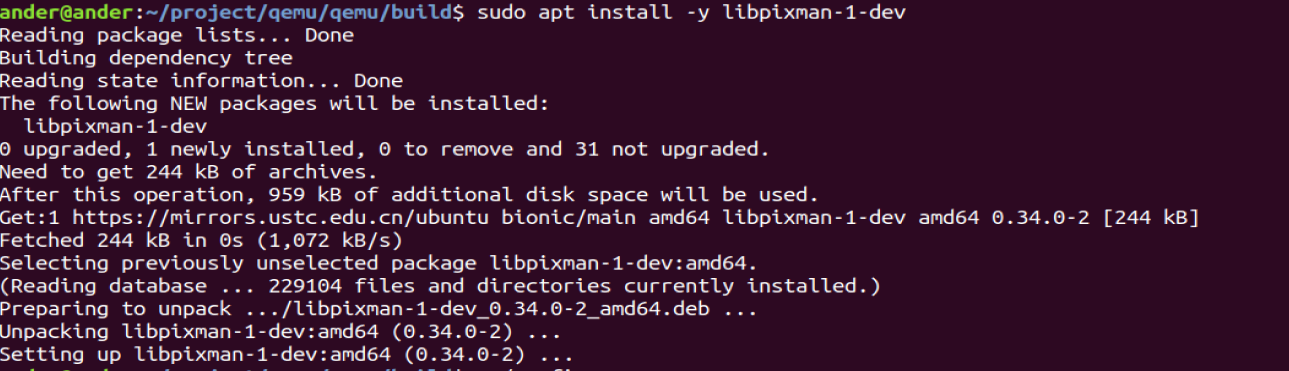 ander@ander:~/project/qemu/qemu/build$ sudo apt install -y libpixman-1-dev
Reading package lists... Done
Building dependency tree
Reading state information... Done
The following NEW packages will be installed:
  libpixman-1-dev
0 upgraded, 1 newly installed, 0 to remove and 31 not upgraded.
Need to get 244 kB of archives.
After this operation, 959 kB of additional disk space will be used.
Get:1 https://mirrors.ustc.edu.cn/ubuntu bionic/main amd64 libpixman-1-dev amd64 0.34.0-2 [244 kB]
Fetched 244 kB in 0s (1,072 kB/s)
Selecting previously unselected package libpixman-1-dev:amd64.
(Reading database ... 229104 files and directories currently installed.)
Preparing to unpack .../libpixman-1-dev_0.34.0-2_amd64.deb ...
Unpacking libpixman-1-dev:amd64 (0.34.0-2) ...
Setting up libpixman-1-dev:amd64 (0.34.0-2) ...